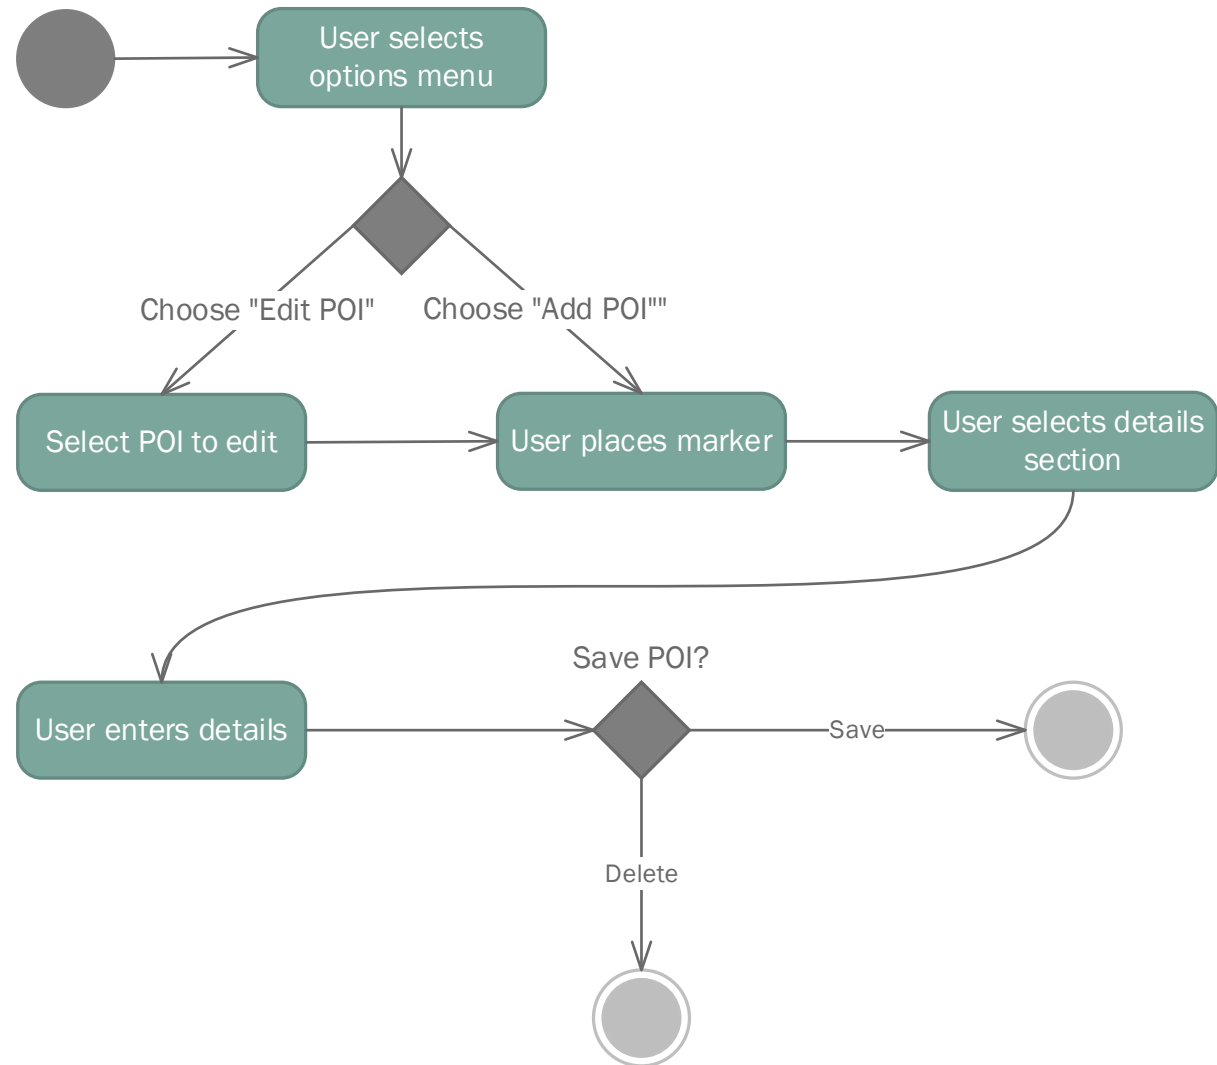 User selects
options menu
Choose "Edit POI"
Choose "Add POI""
Select POI to edit
User places marker
User selects details
section
Save POI?
User enters details
Save
Delete